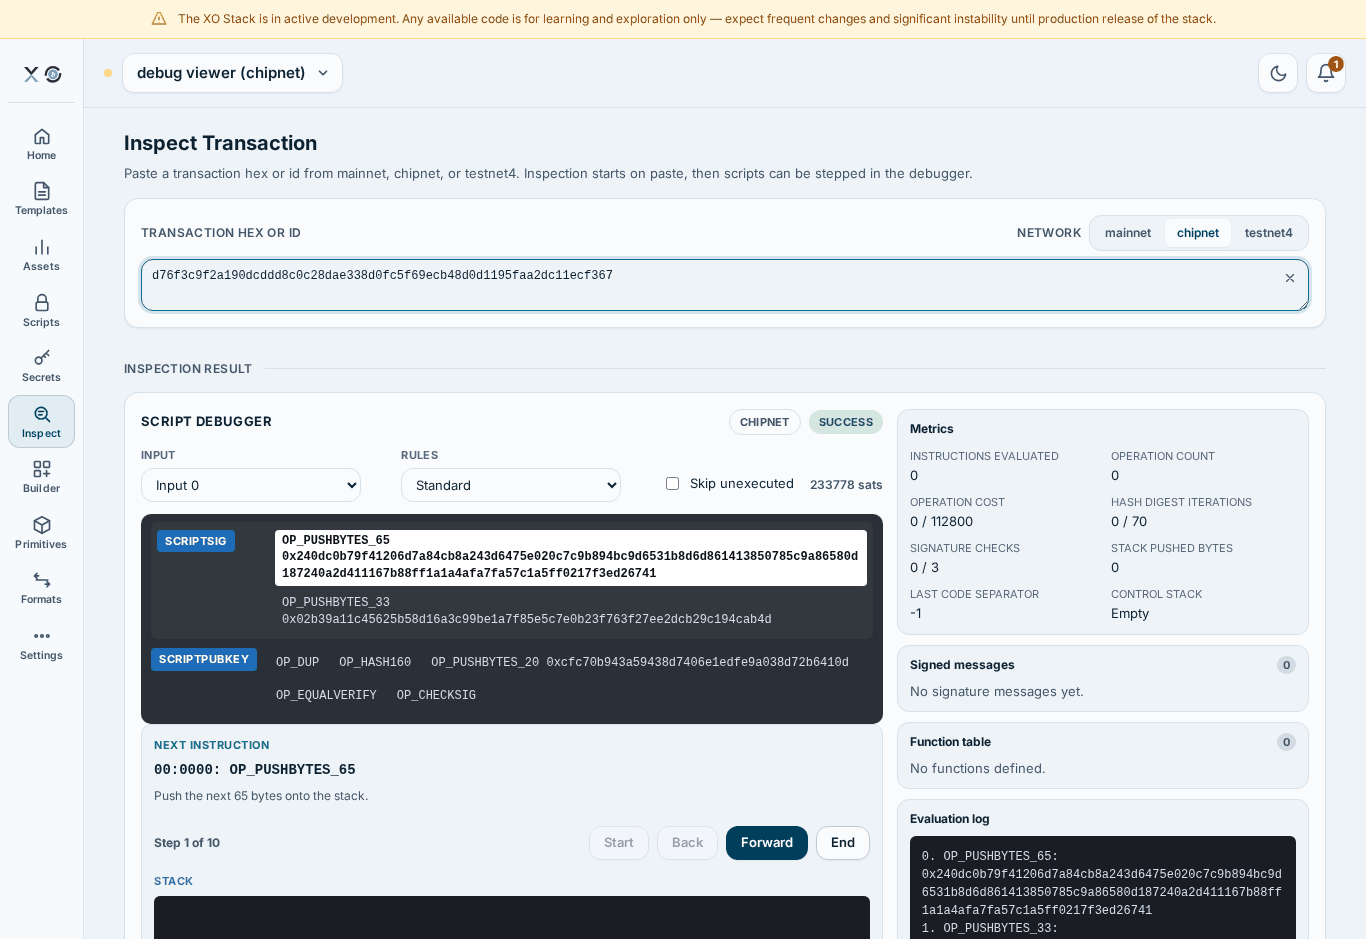 The XO Stack is in active development. Any available code is for learning and exploration only — expect frequent changes and significant instability until production release of the stack.
XO
debug viewer (chipnet)
1
Home
Templates
Assets
Scripts
Secrets
Inspect
Builder
Primitives
Formats
Settings
Inspect Transaction
Paste a transaction hex or id from mainnet, chipnet, or testnet4. Inspection starts on paste, then scripts can be stepped in the debugger.
TRANSACTION HEX OR ID
NETWORK mainnet chipnet testnet4
d76f3c9f2a190dcddd8c0c28dae338d0fc5f69ecb48d0d1195faa2dc11ecf367
INSPECTION RESULT
SCRIPT DEBUGGER
CHIPNET SUCCESS
INPUT
RULES
Input 0
Standard
Skip unexecuted
233778 sats
SCRIPTSIG
OP_PUSHBYTES_65
0x240dc0b79f41206d7a84cb8a243d6475e020c7c9b894bc9d6531b8d6d861413850785c9a86580d
187240a2d411167b88ff1a1a4afa7fa57c1a5ff0217f3ed26741
OP_PUSHBYTES_33
0x02b39a11c45625b58d16a3c99be1a7f85e5c7e0b23f763f27ee2dcb29c194cab4d
SCRIPTPUBKEY
OP_DUP OP_HASH160 OP_PUSHBYTES_20 0xcfc70b943a59438d7406e1edfe9a038d72b6410d
OP_EQUALVERIFY OP_CHECKSIG
NEXT INSTRUCTION
00:0000: OP_PUSHBYTES_65
Push the next 65 bytes onto the stack.
Step 1 of 10
Start Back Forward End
STACK
Metrics
INSTRUCTIONS EVALUATED
0
OPERATION COUNT
0
OPERATION COST
0 / 112800
HASH DIGEST ITERATIONS
0 / 70
SIGNATURE CHECKS
0 / 3
STACK PUSHED BYTES
0
LAST CODE SEPARATOR
-1
CONTROL STACK
Empty
Signed messages 0
No signature messages yet.
Function table 0
No functions defined.
Evaluation log
0. OP_PUSHBYTES_65:
0x240dc0b79f41206d7a84cb8a243d6475e020c7c9b894bc9d
6531b8d6d861413850785c9a86580d187240a2d411167b88ff
1a1a4afa7fa57c1a5ff0217f3ed26741
1. OP_PUSHBYTES_33: